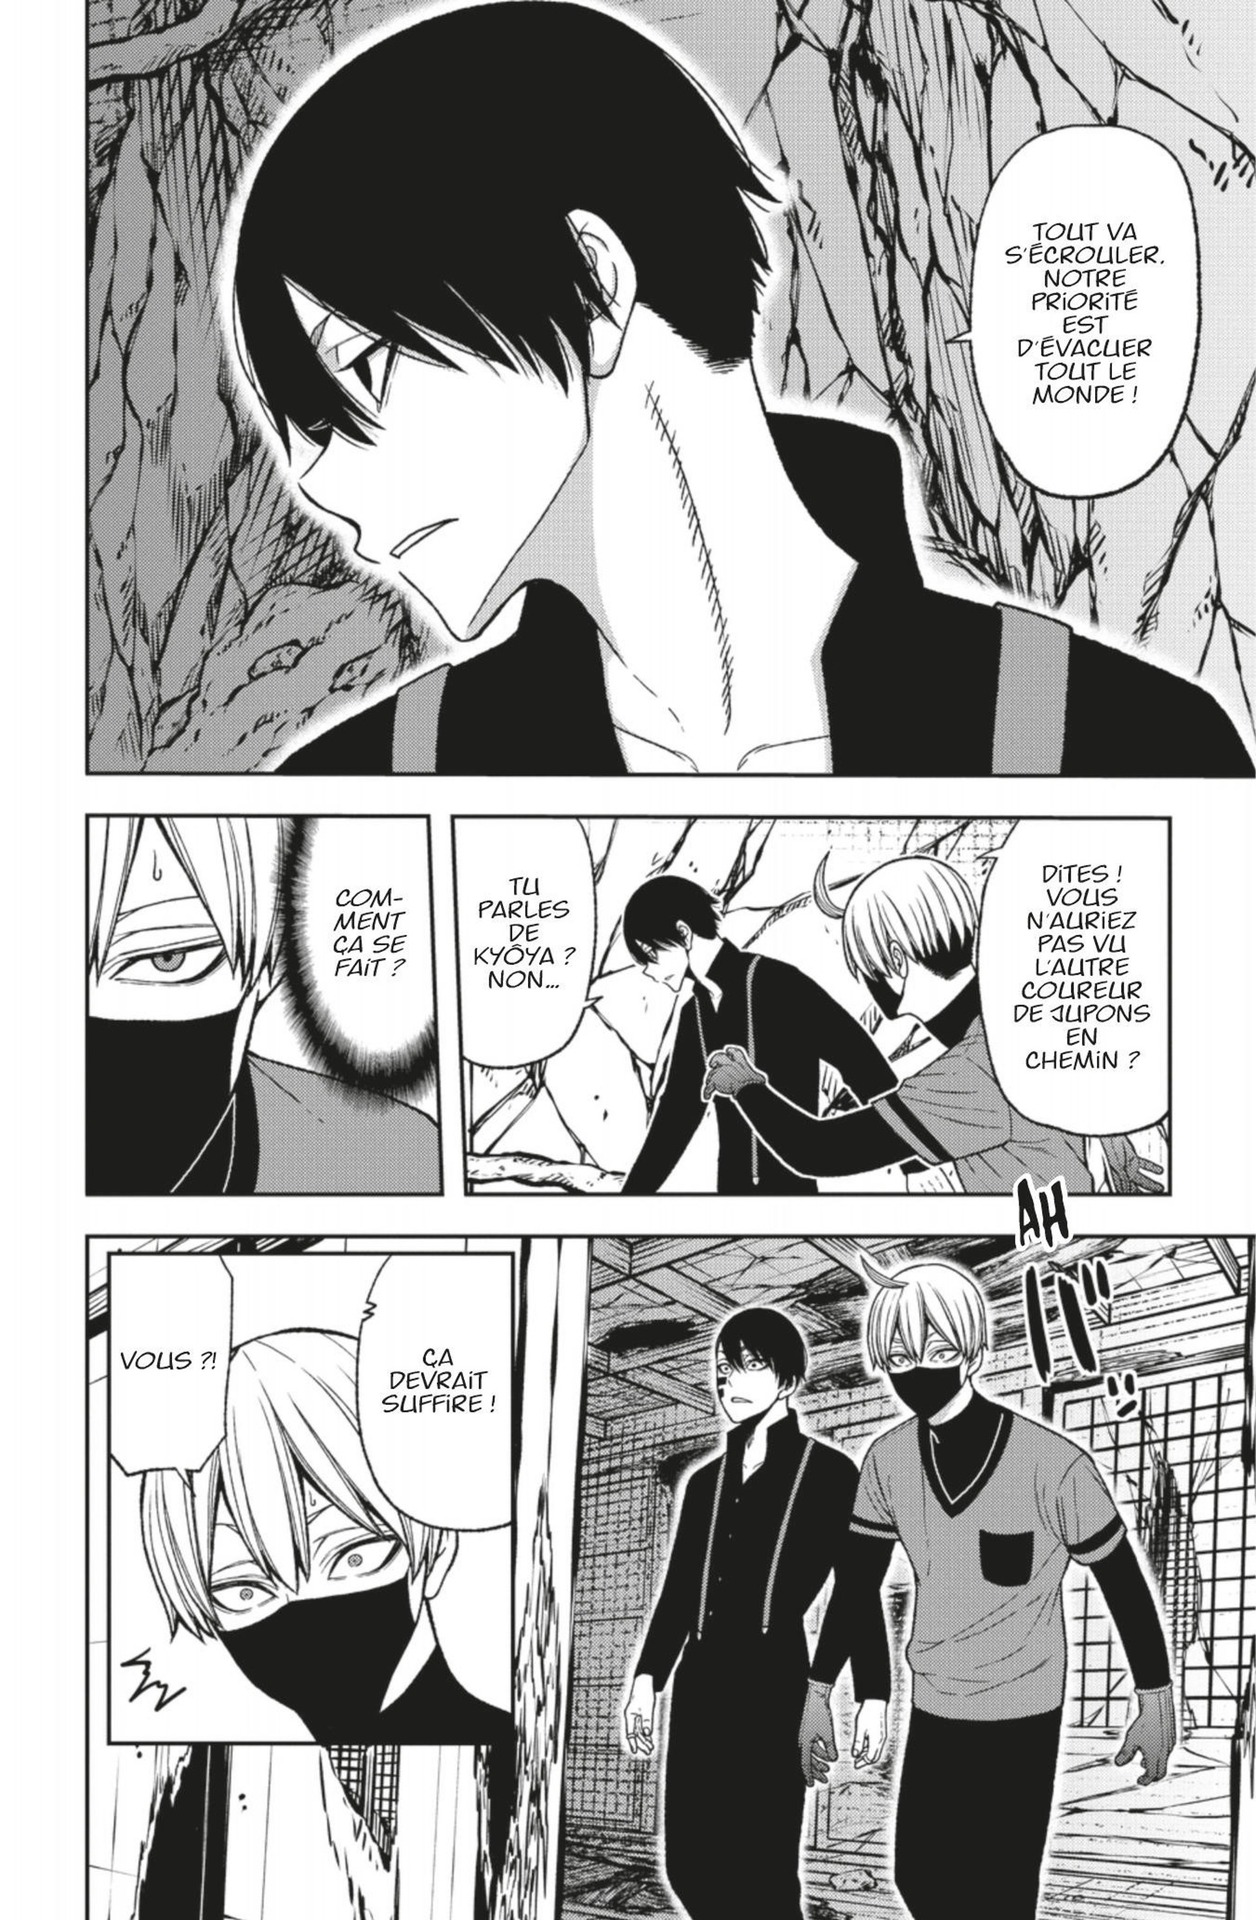 TOUT VA
S'ÉCROULER.
NOTRE
PRIORITÉ
EST
D'ÉVACUER
TOUT LE
MONDE !
DITES !
VOUS
N'AURIEZ
PAS VU
L'AUTRE
COUREUR
DE JUPONS
EN
CHEMIN ?
TU
PARLES
DE
KYÔYA ?
NON...
COM-
MENT
ÇA SE
FAIT ?
AH
ÇA
DEVRAIT
SUFFIRE !
VOUS ?!